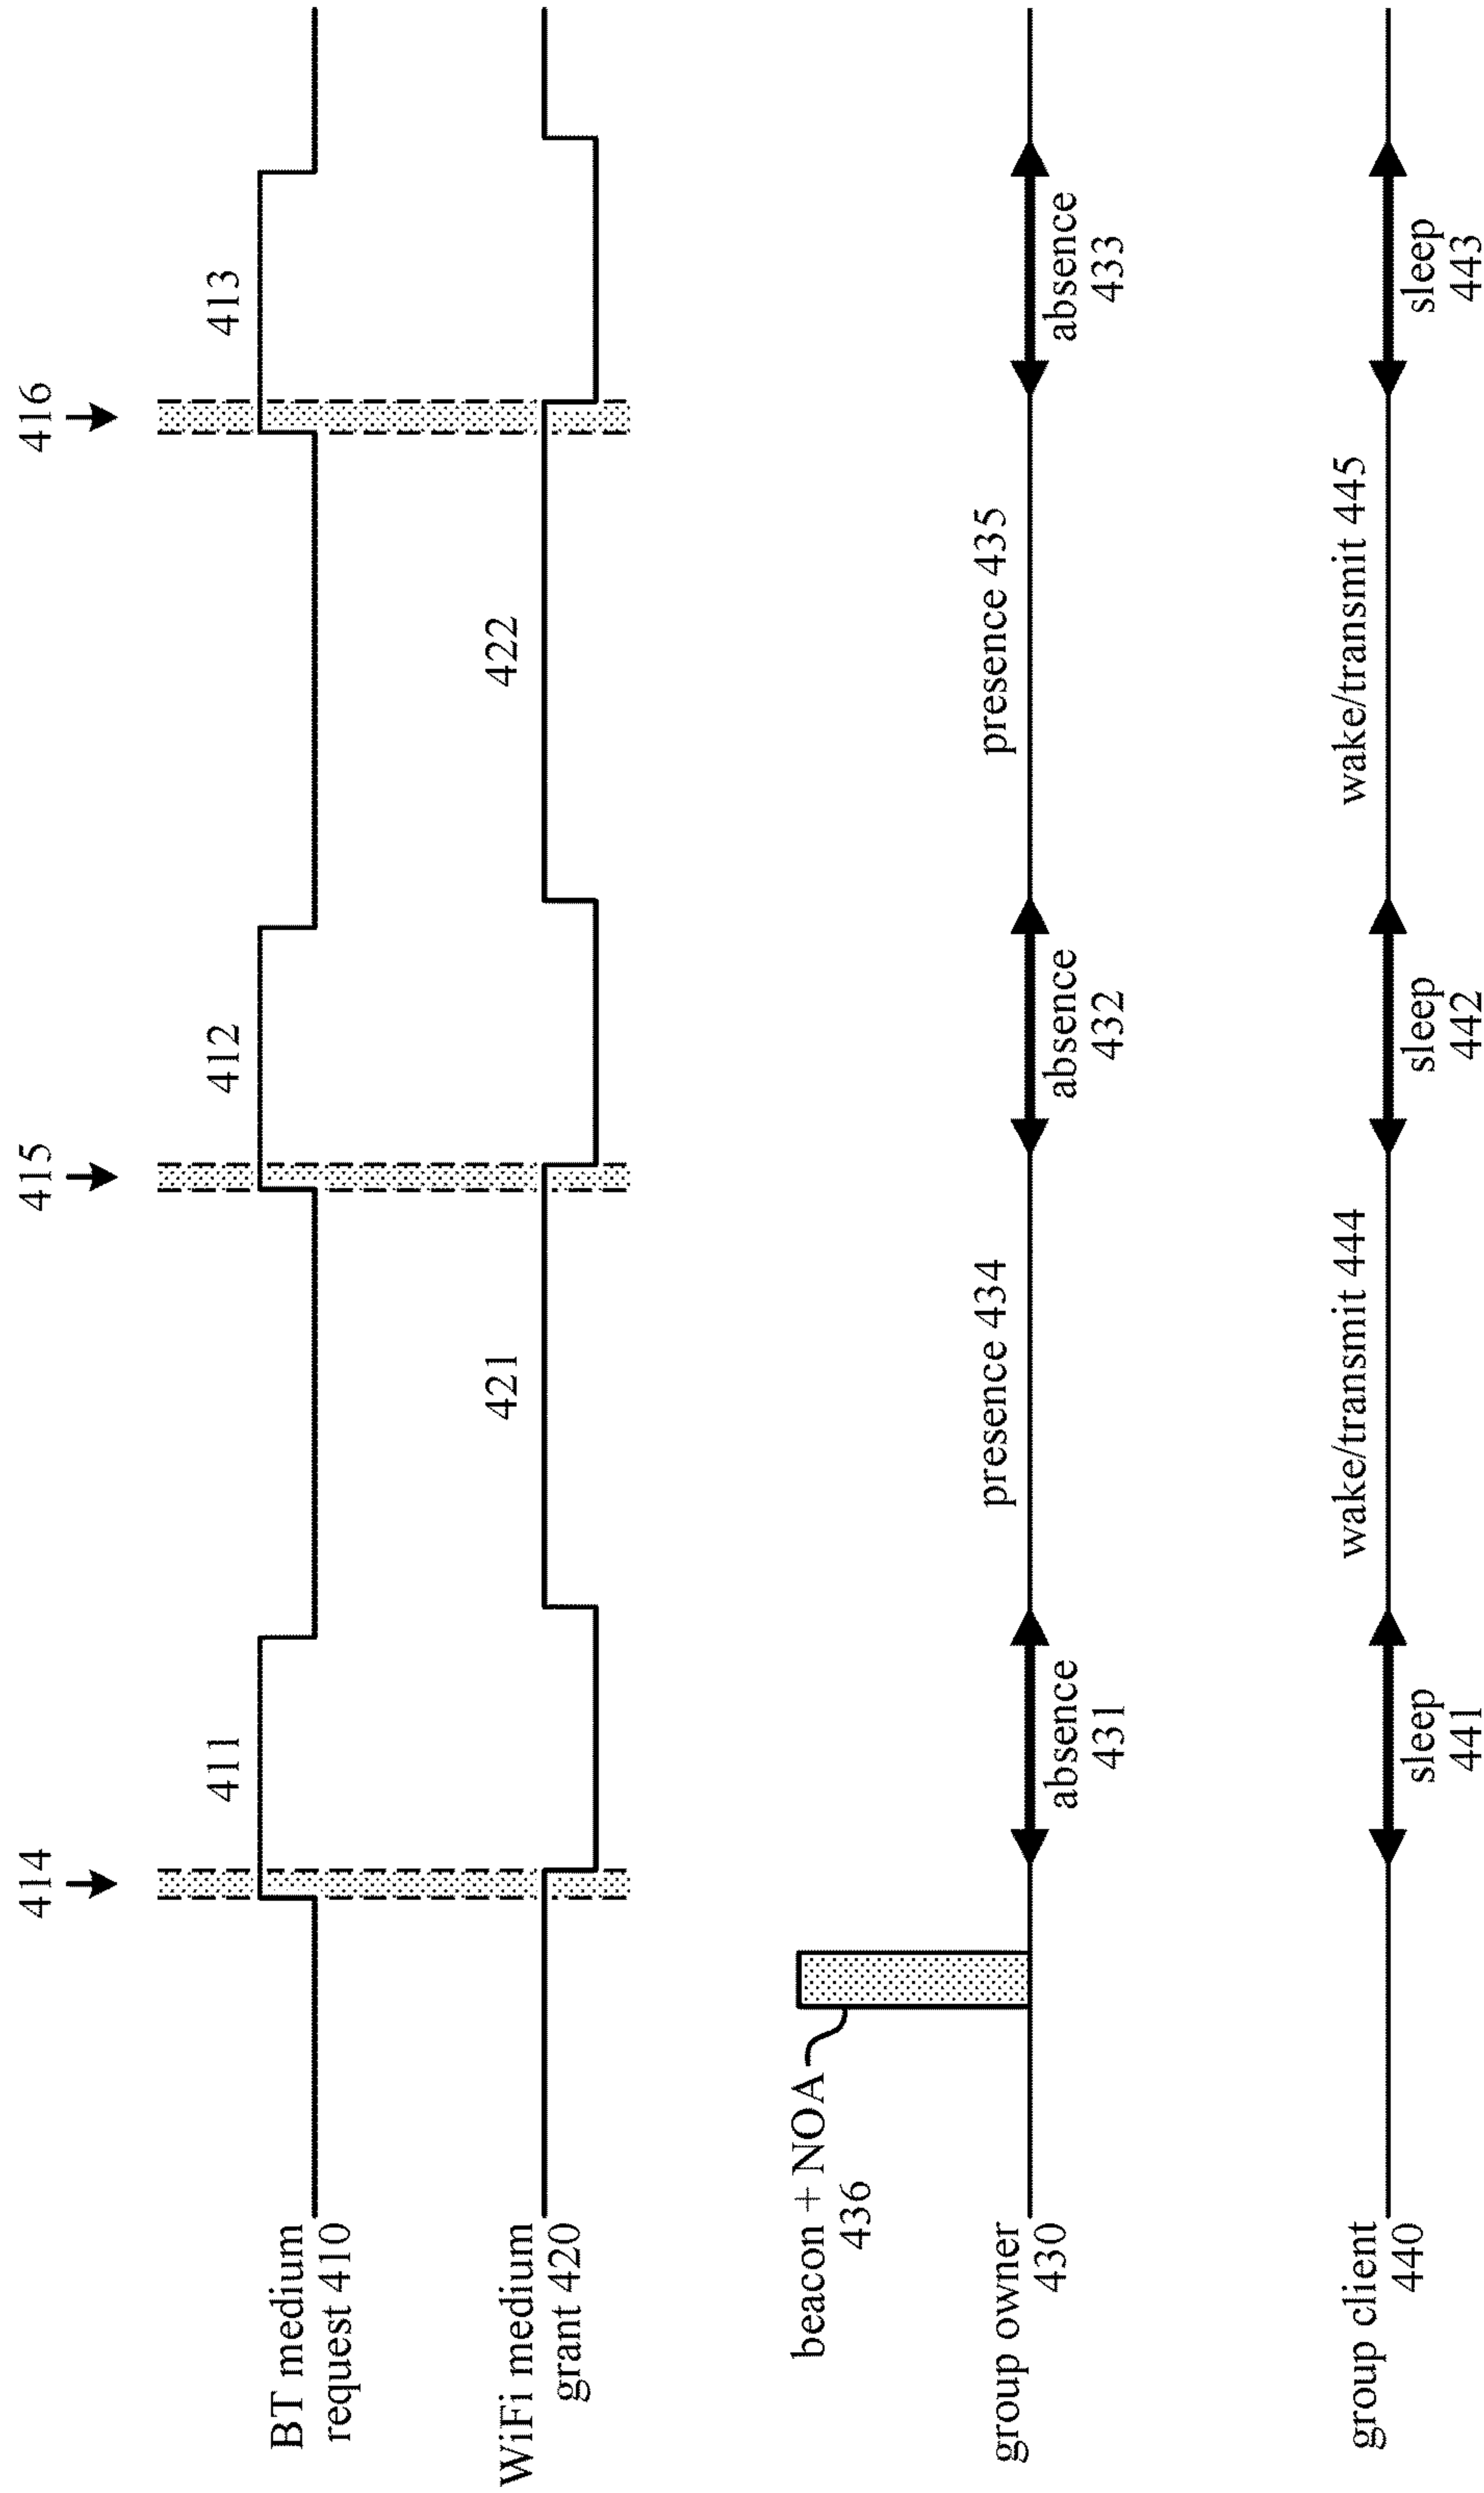 414
415
416
411
412
413
BT medium
request 410
421
422
WiFi medium
grant 420
beacon + NOA
436
presence 434
presence 435
group owner
430
absence
431
absence
432
absence
433
wake/transmit 444
wake/transmit 445
group client
440
sleep
441
sleep
442
sleep
443